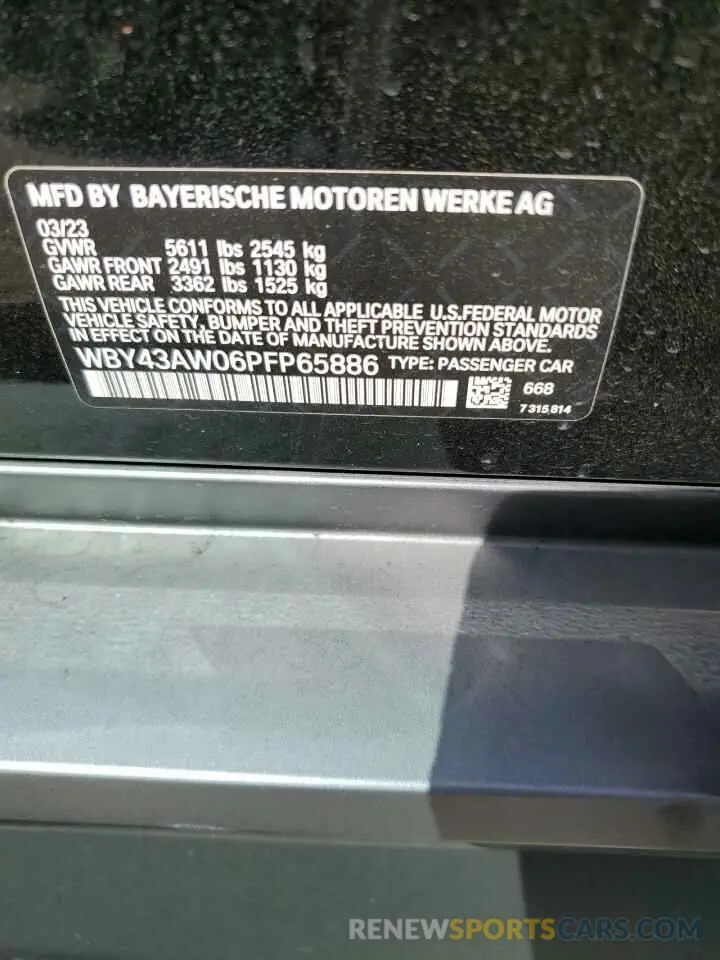 MFD BY BAYERISCHE MOTOREN WERKE AG
03/23
GVWR 5611 lbs 2545 kg
GAWR FRONT 2491 lbs 1130 kg
GAWR REAR 3362 lbs 1525 kg
THIS VEHICLE CONFORMS TO ALL APPLICABLE U.S.FEDERAL MOTOR
VEHICLE SAFETY, BUMPER AND THEFT PREVENTION STANDARDS
IN EFFECT ON THE DATE OF MANUFACTURE SHOWN ABOVE.
WBY43AW06PFP65886 TYPE: PASSENGER CAR
668
7 315 814
RENEWSPORTSCARS.COM